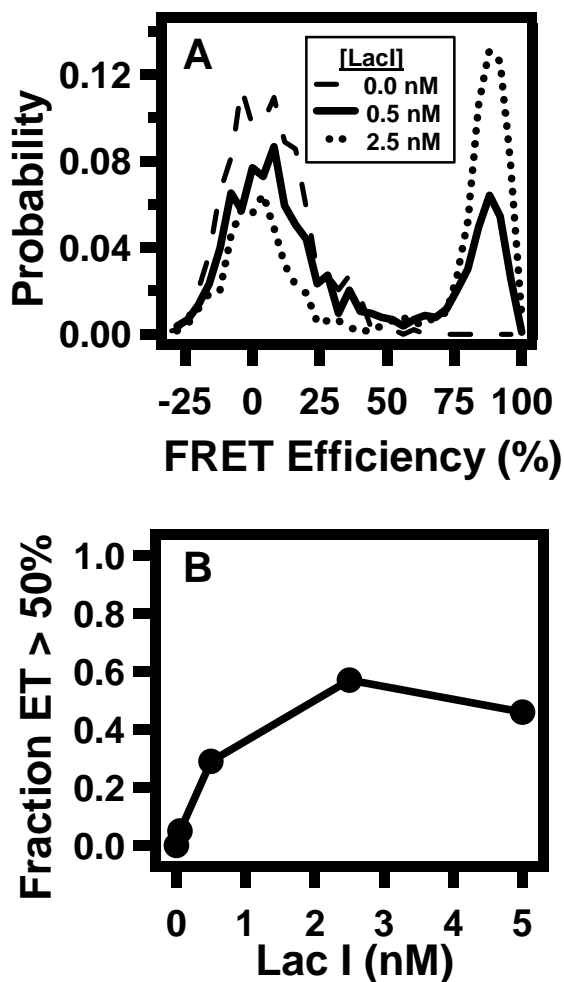 A
[LacI]
0.0 nM
0.5 nM
2.5 nM
Probability
0.12
0.08
0.04
0.00
-25 0 25 50 75 100
FRET Efficiency (%)
B
Fraction ET > 50%
1.0
0.8
0.6
0.4
0.2
0.0
0 1 2 3 4 5
Lac I (nM)